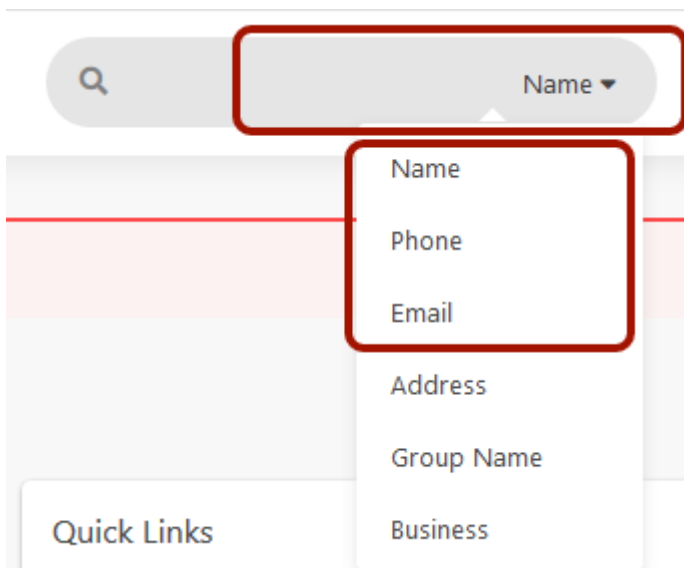 Name
Name
Phone
Email
Address
Group Name
Quick Links
Business